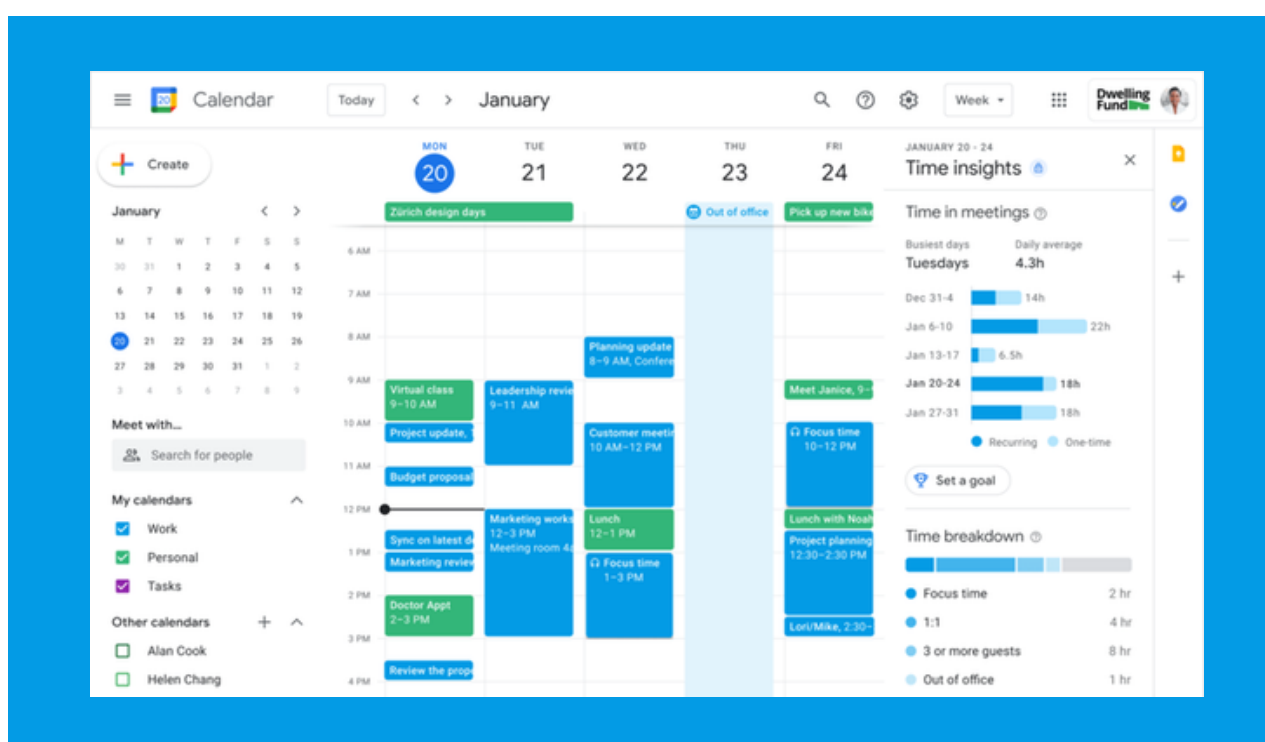 20
Calendar
Today
January
Week
Dwelling
Fund
Create
January
M T W T F S S
30 31 1 2 3 4 5
6 7 8 9 10 11 12
13 14 15 16 17 18 19
20 21 22 23 24 25 26
27 28 29 30 31 1 2
3 4 5 6 7 8 9
Meet with...
Search for people
My calendars
Work
Personal
Tasks
Other calendars
Alan Cook
Helen Chang
MON TUE WED THU FRI
20 21 22 23 24
Zürich design days
Out of office
Pick up new bike
6 AM
7 AM
8 AM
9 AM
10 AM
11 AM
12 PM
1 PM
2 PM
3 PM
4 PM
Virtual class
9–10 AM
Project update,
Budget proposal
Sync on latest
Marketing review
Doctor Appt
2–3 PM
Review the
Leadership
9–11 AM
Marketing
12–3 PM
Meeting room
Planning update
8–9 AM,
Customer
10 AM–12 PM
Lunch
12–1 PM
Focus time
1–3 PM
Meet Janice, 9–
Focus time
10–12 PM
Lunch with Noah
Project planning
12:30–2:30 PM
Lori/Mike, 2:30–
JANUARY 20 - 24
Time insights
Time in meetings
Busiest days Daily average
Tuesdays 4.3h
Dec 31-4 14h
Jan 6-10 22h
Jan 13-17 6.5h
Jan 20-24 18h
Jan 27-31 18h
Recurring One-time
Set a goal
Time breakdown
Focus time 2 hr
1:1 4 hr
3 or more guests 8 hr
Out of office 1 hr